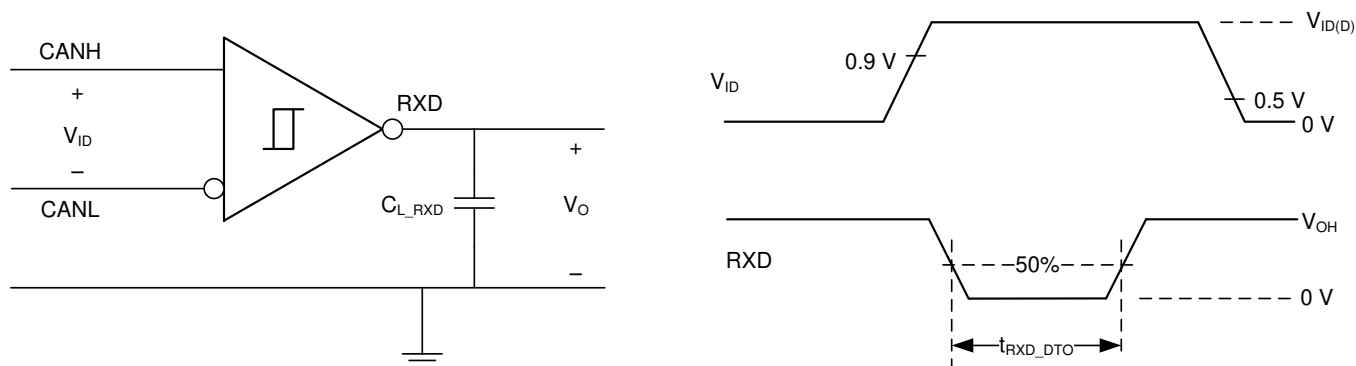 CANH
+
V_ID
–
CANL
RXD
C_L_RXD
+
V_O
–
V_ID
0.9 V
V_ID(D)
0.5 V
0 V
RXD
50%
V_OH
0 V
t_RXD_DTO